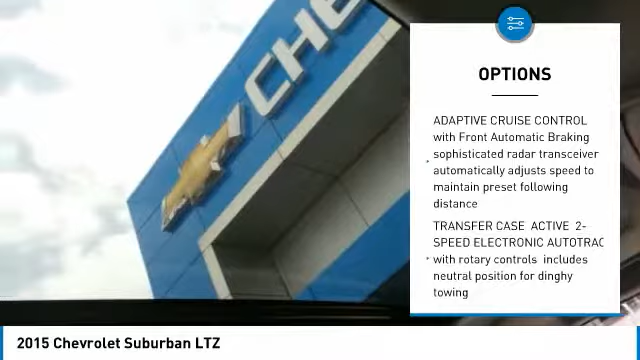 CHE
OPTIONS
ADAPTIVE CRUISE CONTROL
with Front Automatic Braking
sophisticated radar transceiver
automatically adjusts speed to
maintain preset following
distance
TRANSFER CASE ACTIVE 2-
SPEED ELECTRONIC AUTOTRAC
with rotary controls includes
neutral position for dinghy
towing
2015 Chevrolet Suburban LTZ